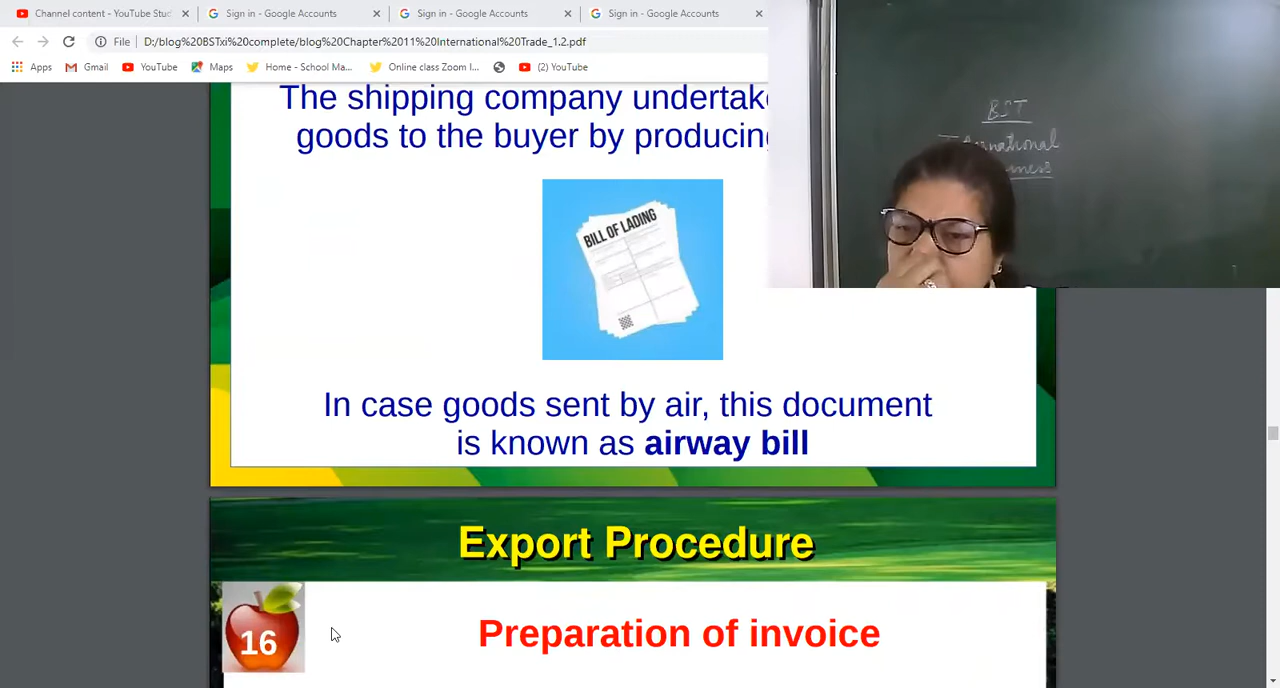 Channel content - YouTube Stud
Sign in - Google Accounts
Sign in - Google Accounts
Sign in - Google Accounts
File
D:/blog%20BSTxi%20complete/blog%20Chapter%2011%20International%20Trade_1.2.pdf
Apps
Gmail
YouTube
Maps
Home - School Ma...
Online class Zoom l...
(2) YouTube
The shipping company undertake
goods to the buyer by producing
BST
BILL OF LADING
In case goods sent by air, this document
is known as airway bill
Export Procedure
16
Preparation of invoice